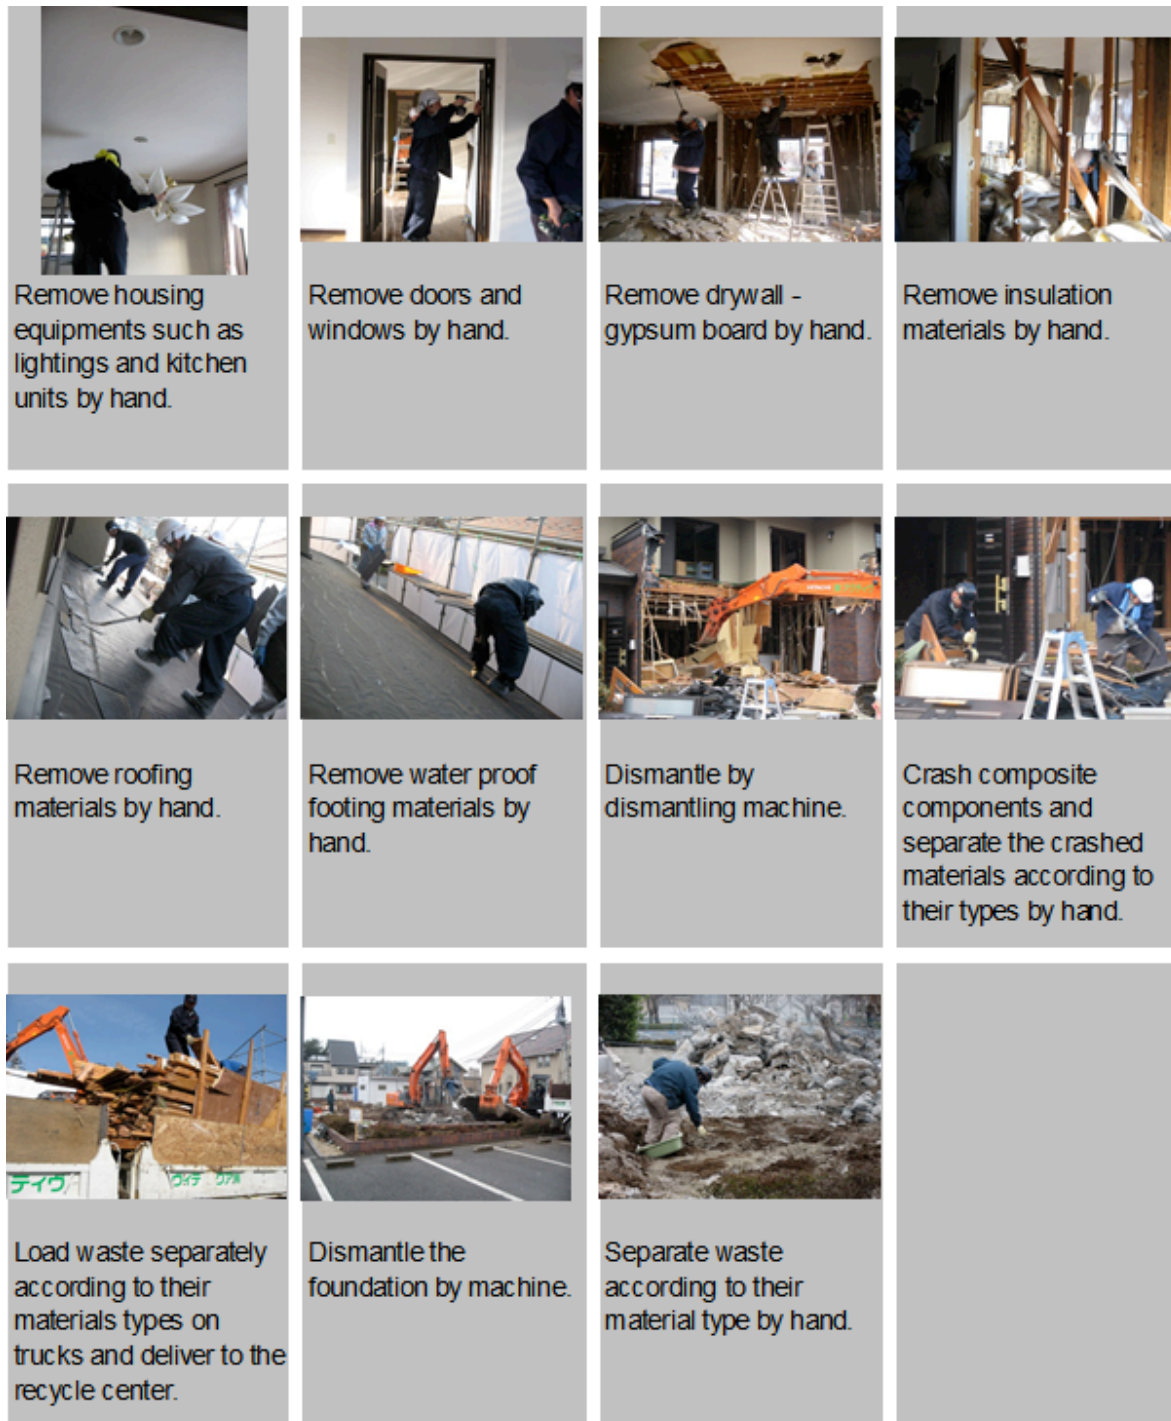 Remove housing
equipments such as
lightings and kitchen
units by hand.
Remove doors and
windows by hand.
Remove drywall -
gypsum board by hand.
Remove insulation
materials by hand.
Remove roofing
materials by hand.
Remove water proof
footing materials by
hand.
Dismantle by
dismantling machine.
Crash composite
components and
separate the crashed
materials according to
their types by hand.
ティヴ
Load waste separately
according to their
materials types on
trucks and deliver to the
recycle center.
Dismantle the
foundation by machine.
Separate waste
according to their
material type by hand.